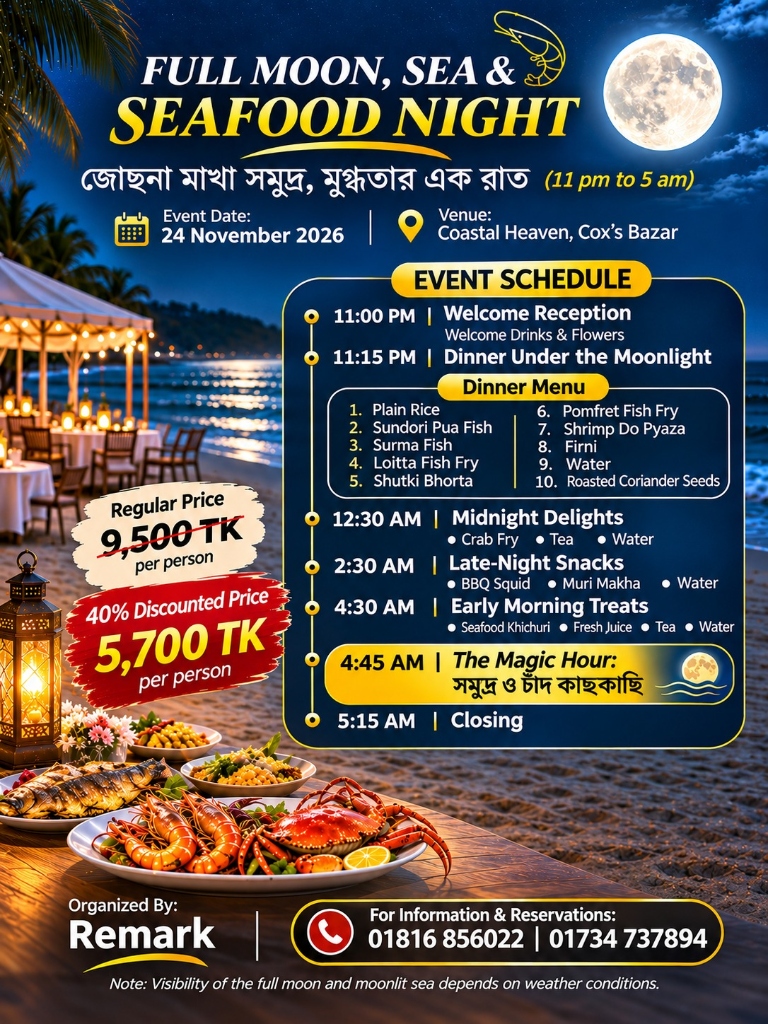 FULL MOON, SEA &
SEAFOOD NIGHT
জোছনা মাখা সমুদ্র, মুগ্ধতার এক রাত (11 pm to 5 am)
Event Date:
24 November 2026
Venue:
Coastal Heaven, Cox's Bazar
EVENT SCHEDULE
11:00 PM | Welcome Reception
Welcome Drinks & Flowers
11:15 PM | Dinner Under the Moonlight
Dinner Menu
1. Plain Rice
2. Sundori Pua Fish
3. Surma Fish
4. Loitta Fish Fry
5. Shutki Bhorta
6. Pomfret Fish Fry
7. Shrimp Do Pyaza
8. Firni
9. Water
10. Roasted Coriander Seeds
12:30 AM | Midnight Delights
• Crab Fry • Tea • Water
2:30 AM | Late-Night Snacks
• BBQ Squid • Muri Makha • Water
4:30 AM | Early Morning Treats
• Seafood Khichuri • Fresh Juice • Tea • Water
4:45 AM | The Magic Hour:
সমুদ্র ও চাঁদ কাছকাছি
5:15 AM | Closing
Regular Price
9,500 TK
per person
40% Discounted Price
5,700 TK
per person
Organized By:
Remark
For Information & Reservations:
01816 856022 | 01734 737894
Note: Visibility of the full moon and moonlit sea depends on weather conditions.